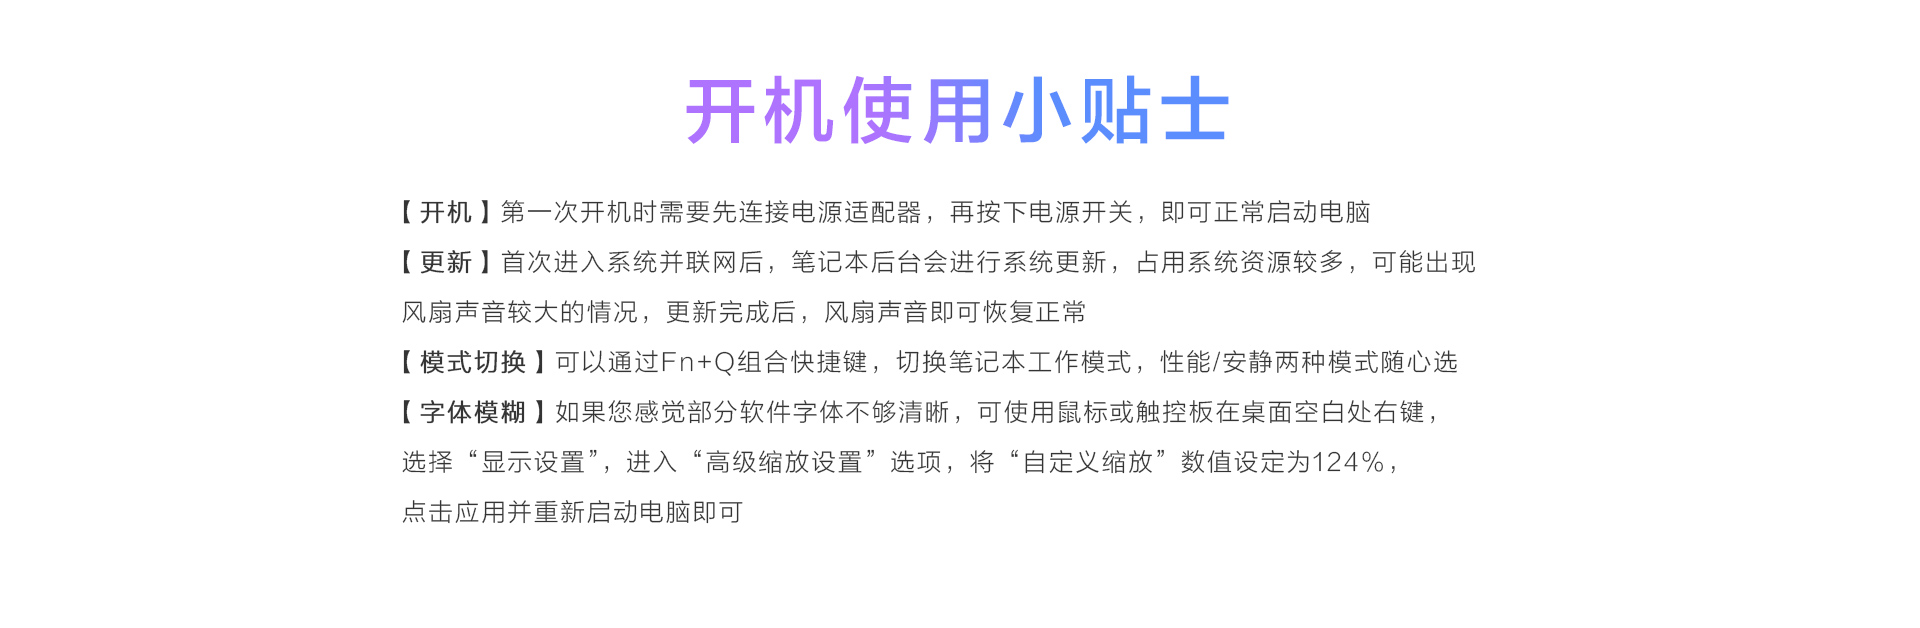 开机使用小贴士
【开机】第一次开机时需要先连接电源适配器，再按下电源开关，即可正常启动电脑
【更新】首次进入系统并联网后，笔记本后台会进行系统更新，占用系统资源较多，可能出现
风扇声音较大的情况，更新完成后，风扇声音即可恢复正常
【模式切换】可以通过Fn+Q组合快捷键，切换笔记本工作模式，性能/安静两种模式随心选
【字体模糊】如果您感觉部分软件字体不够清晰，可使用鼠标或触控板在桌面空白处右键，
选择“显示设置”，进入“高级缩放设置”选项，将“自定义缩放”数值设定为124%，
点击应用并重新启动电脑即可